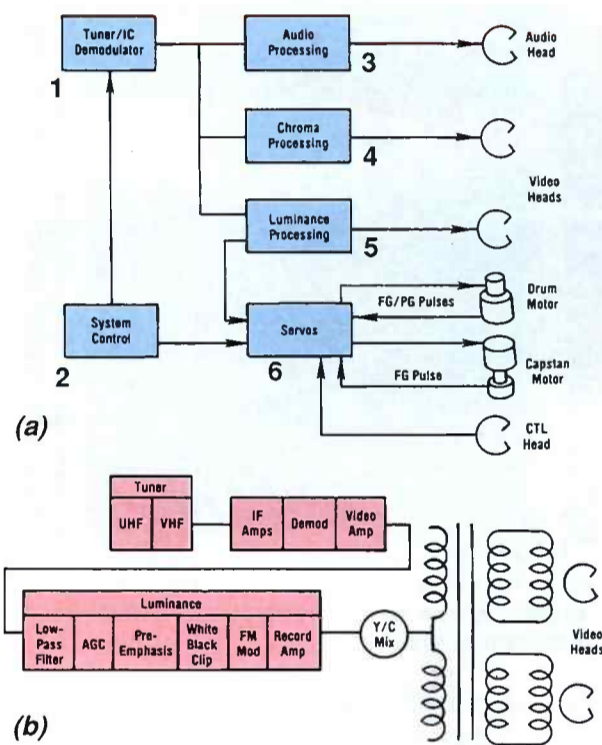 Tuner/IC
Demodulator
1
Audio
Processing
3
Audio
Head
Chroma
Processing
4
Video
Heads
Luminance
Processing
5
System
Control
2
Servos
6
FG/PG Pulses
Drum
Motor
FG Pulse
Capstan
Motor
CTL
Head
(a)
Tuner
UHF
VHF
IF
Amps
Demod
Video
Amp
Luminance
Low-
Pass
Filter
AGC
Pre-
Emphasis
White
Black
Clip
FM
Mod
Record
Amp
Y/C
Mix
Video
Heads
(b)